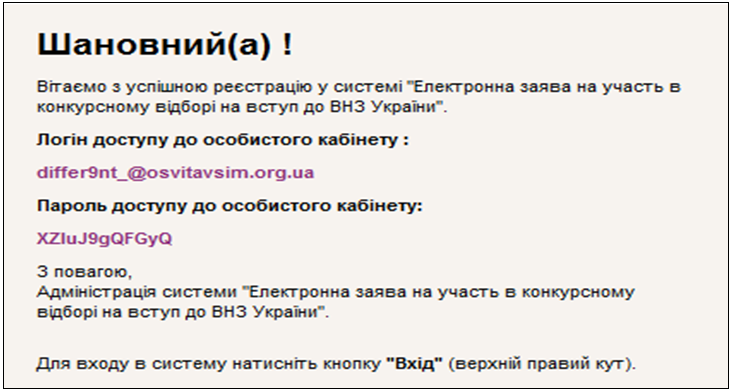 Шановний(а) !
Вітаємо з успішною реєстрацію у системі "Електронна заява на участь в
конкурсному відборі на вступ до ВНЗ України".
Логін доступу до особистого кабінету :
differ9nt_@osvitavsim.org.ua
Пароль доступу до особистого кабінету:
XZIuJ9gQFGyQ
З повагою,
Адміністрація системи "Електронна заява на участь в конкурсному
відборі на вступ до ВНЗ України".
Для входу в систему натисніть кнопку "Вхід" (верхній правий кут).